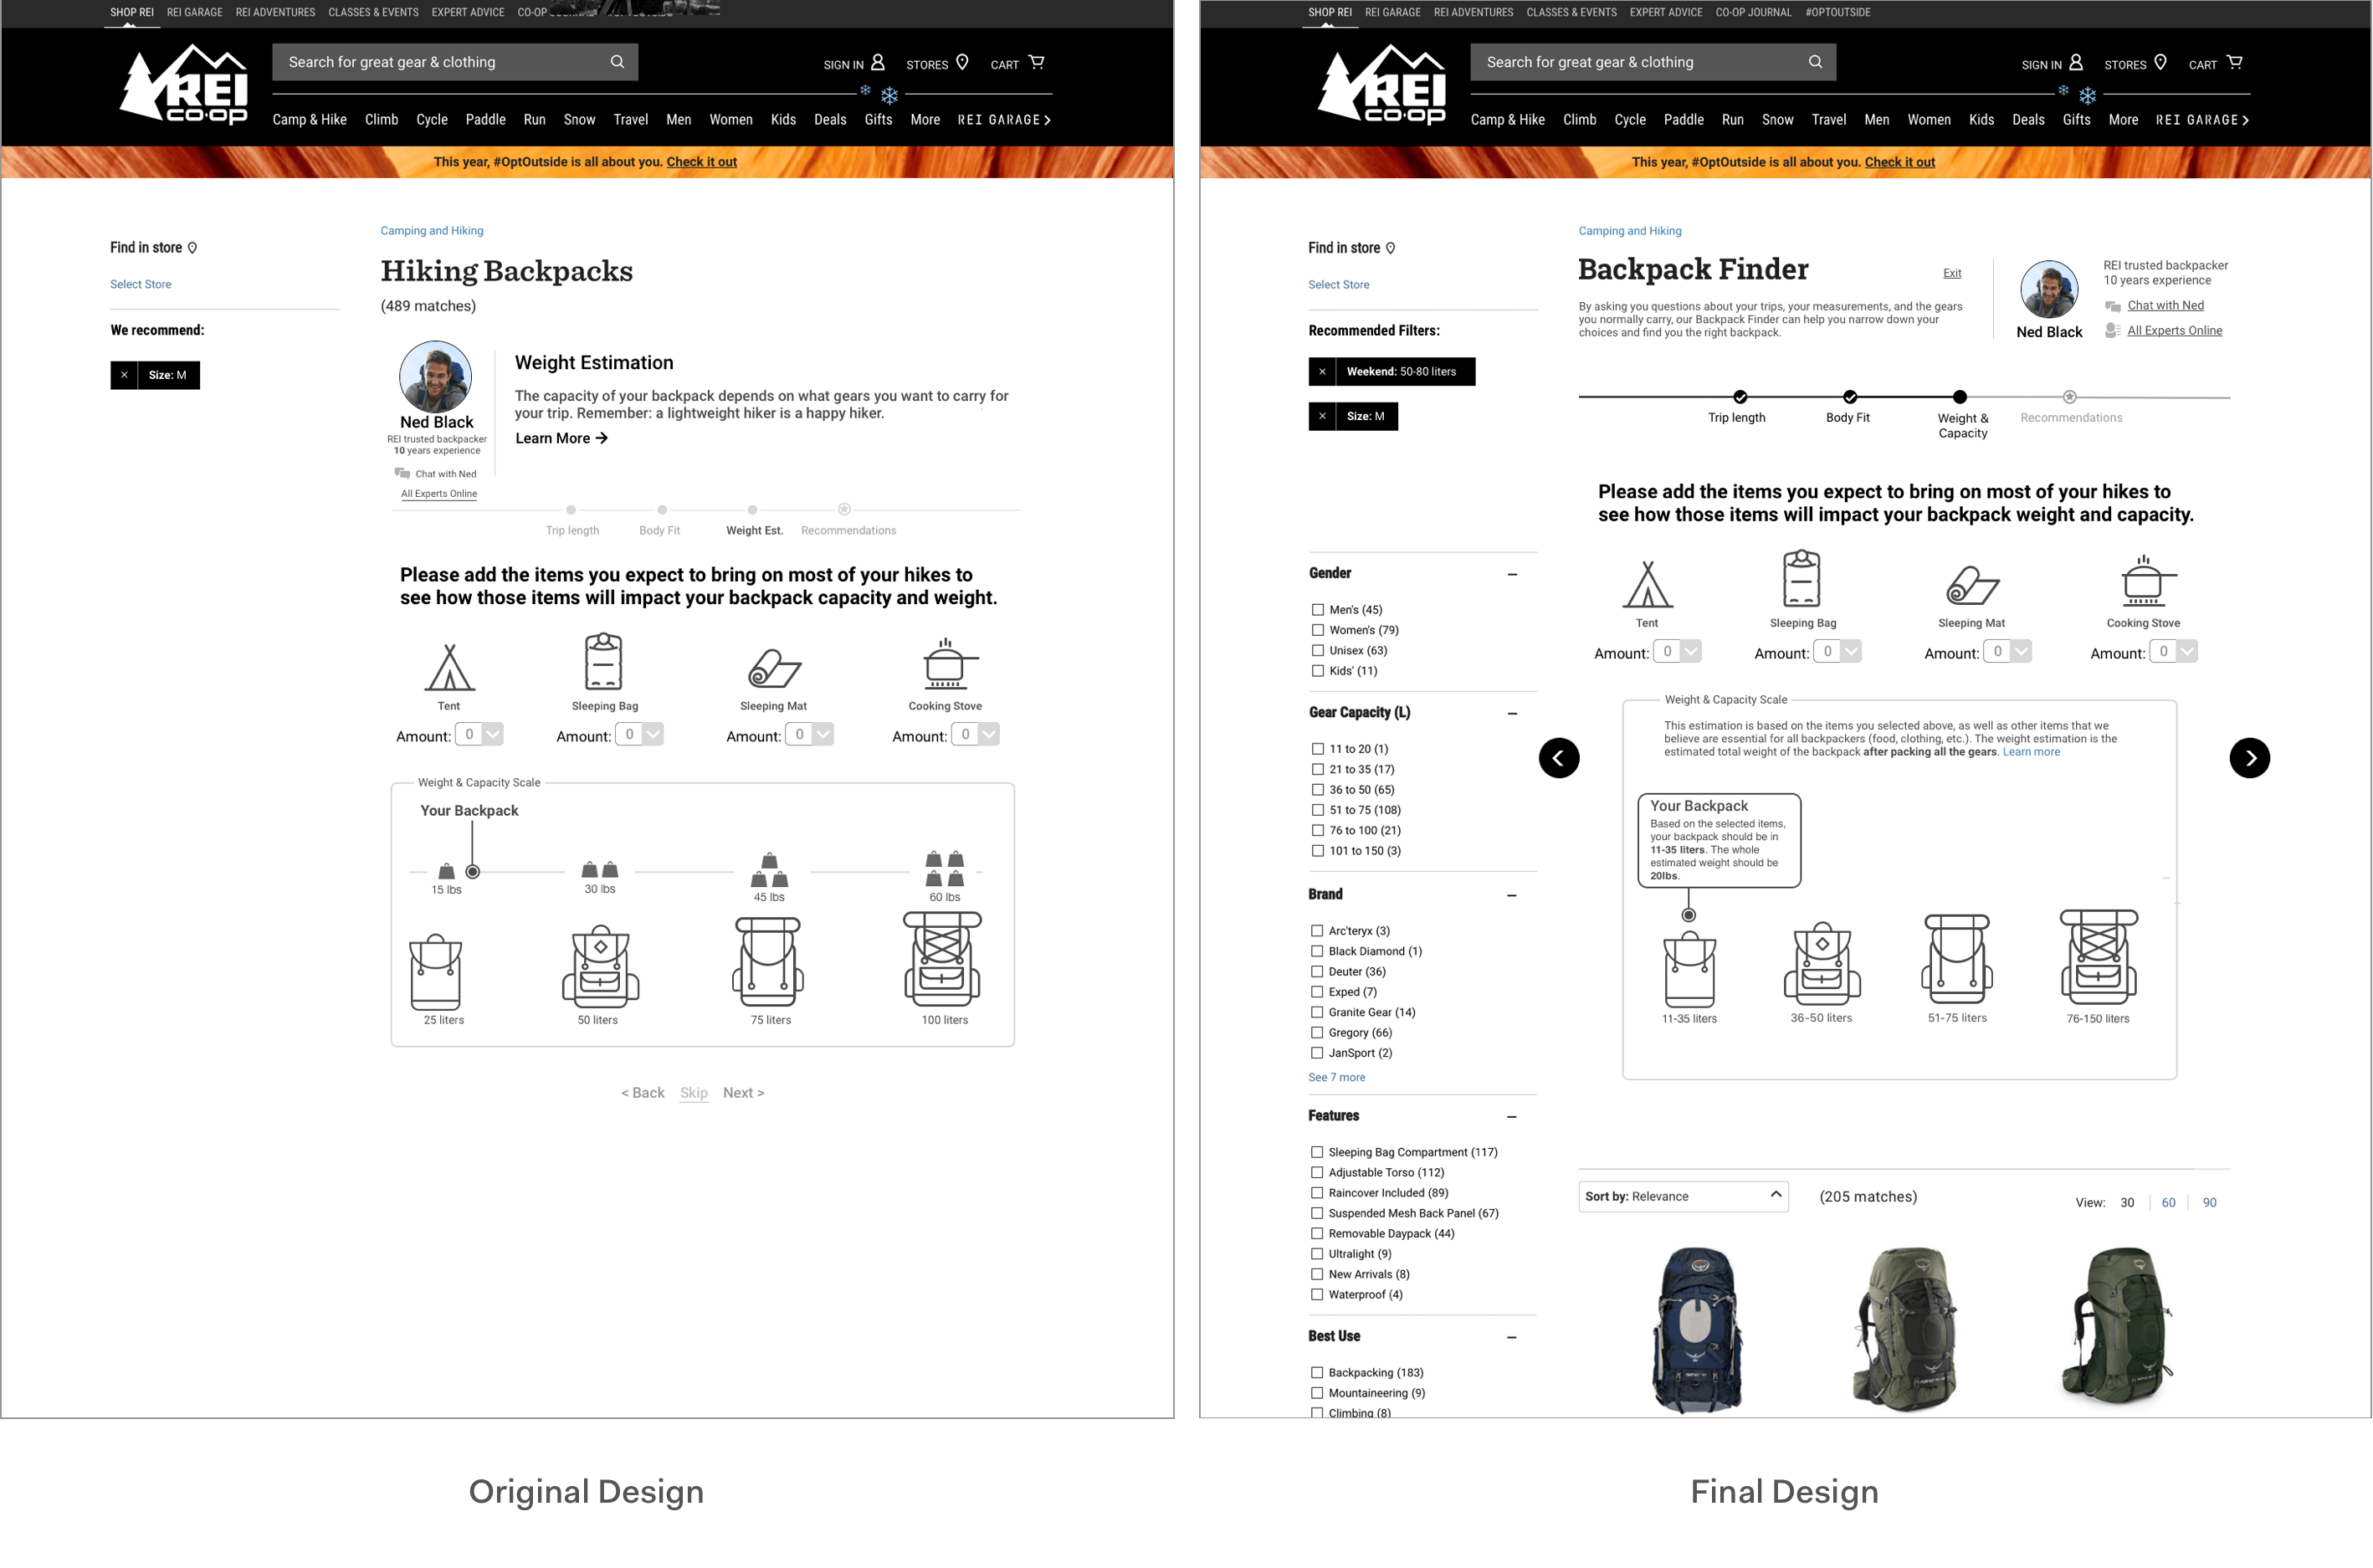 SHOP REI REI GARAGE REI ADVENTURES CLASSES & EVENTS EXPERT ADVICE CO-OP
REI
CO·OP
Search for great gear & clothing
SIGN IN STORES CART
Camp & Hike Climb Cycle Paddle Run Snow Travel Men Women Kids Deals Gifts More REI GARAGE >
This year, #OptOutside is all about you. Check it out
Find in store
Select Store
We recommend:
× Size: M
Camping and Hiking
Hiking Backpacks
(489 matches)
Ned Black
REI trusted backpacker
10 years experience
Chat with Ned
All Experts Online
Weight Estimation
The capacity of your backpack depends on what gears you want to carry for
your trip. Remember: a lightweight hiker is a happy hiker.
Learn More →
Trip length Body Fit Weight Est. Recommendations
Please add the items you expect to bring on most of your hikes to
see how those items will impact your backpack capacity and weight.
Tent Sleeping Bag Sleeping Mat Cooking Stove
Amount: 0 Amount: 0 Amount: 0 Amount: 0
Weight & Capacity Scale
Your Backpack
15 lbs 30 lbs 45 lbs 60 lbs
25 liters 50 liters 75 liters 100 liters
< Back Skip Next >
Original Design
SHOP REI REI GARAGE REI ADVENTURES CLASSES & EVENTS EXPERT ADVICE CO-OP JOURNAL #OPTOUTSIDE
REI
CO·OP
Search for great gear & clothing
SIGN IN STORES CART
Camp & Hike Climb Cycle Paddle Run Snow Travel Men Women Kids Deals Gifts More REI GARAGE >
This year, #OptOutside is all about you. Check it out
Find in store
Select Store
Recommended Filters:
× Weekend: 50-80 liters
× Size: M
Gender –
Men's (45)
Women's (79)
Unisex (63)
Kids' (11)
Gear Capacity (L) –
11 to 20 (1)
21 to 35 (17)
36 to 50 (65)
51 to 75 (108)
76 to 100 (21)
101 to 150 (3)
Brand –
Arc'teryx (3)
Black Diamond (1)
Deuter (36)
Exped (7)
Granite Gear (14)
Gregory (66)
JanSport (2)
See 7 more
Features –
Sleeping Bag Compartment (117)
Adjustable Torso (112)
Raincover Included (89)
Suspended Mesh Back Panel (67)
Removable Daypack (44)
Ultralight (9)
New Arrivals (8)
Waterproof (4)
Best Use –
Backpacking (183)
Mountaineering (9)
Climbing (8)
Camping and Hiking
Backpack Finder
Exit
By asking you questions about your trips, your measurements, and the gears
you normally carry, our Backpack Finder can help you narrow down your
choices and find you the right backpack.
Ned Black
REI trusted backpacker
10 years experience
Chat with Ned
All Experts Online
Trip length Body Fit Weight &
Capacity Recommendations
Please add the items you expect to bring on most of your hikes to
see how those items will impact your backpack weight and capacity.
Tent Sleeping Bag Sleeping Mat Cooking Stove
Amount: 0 Amount: 0 Amount: 0 Amount: 0
Weight & Capacity Scale
This estimation is based on the items you selected above, as well as other items that we
believe are essential for all backpackers (food, clothing, etc.). The weight estimation is the
estimated total weight of the backpack after packing all the gears. Learn more
Your Backpack
Based on the selected items,
your backpack should be in
11-35 liters. The whole
estimated weight should be
20lbs.
11-35 liters 36-50 liters 51-75 liters 76-150 liters
Sort by: Relevance
(205 matches)
View: 30 60 90
Final Design